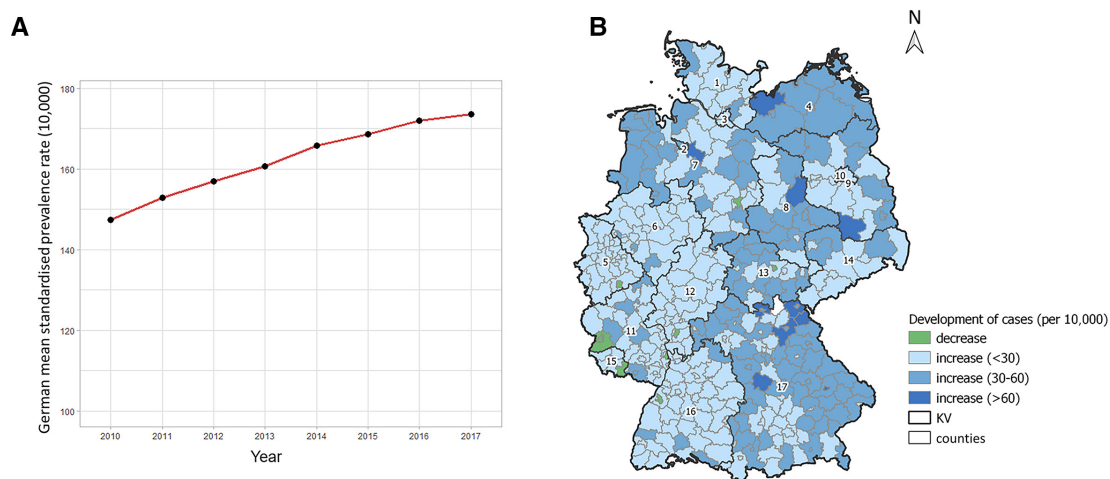 A
German mean standardised prevalence rate (10,000)
180
160
140
120
100
2010 2011 2012 2013 2014 2015 2016 2017
Year
B
N
1
4
3
2
7
10
9
8
6
5
14
13
12
11
15
17
16
Development of cases (per 10,000)
decrease
increase (<30)
increase (30-60)
increase (>60)
KV
counties